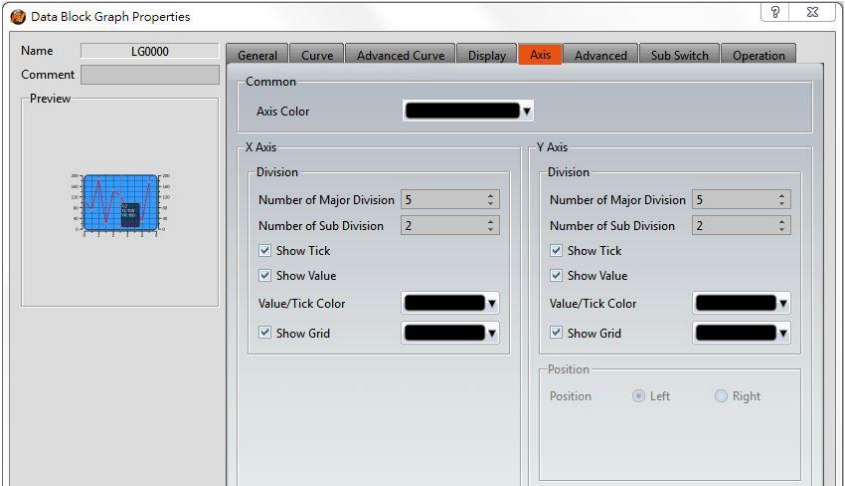 Data Block Graph Properties
?
Name LG0000
Comment
Preview
General Curve Advanced Curve Display Axis Advanced Sub Switch Operation
Common
Axis Color
X Axis
Division
Number of Major Division 5
Number of Sub Division 2
Show Tick
Show Value
Value/Tick Color
Show Grid
Y Axis
Division
Number of Major Division 5
Number of Sub Division 2
Show Tick
Show Value
Value/Tick Color
Show Grid
Position
Position Left Right